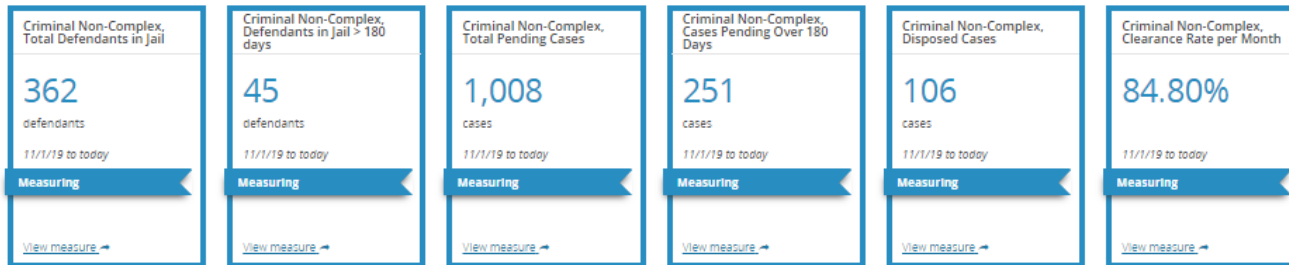 Criminal Non-Complex,
Total Defendants in Jail
362
defendants
11/1/19 to today
Measuring
View measure
Criminal Non-Complex,
Defendants in Jail > 180
days
45
defendants
11/1/19 to today
Measuring
View measure
Criminal Non-Complex,
Total Pending Cases
1,008
cases
11/1/19 to today
Measuring
View measure
Criminal Non-Complex,
Cases Pending Over 180
Days
251
cases
11/1/19 to today
Measuring
View measure
Criminal Non-Complex,
Disposed Cases
106
cases
11/1/19 to today
Measuring
View measure
Criminal Non-Complex,
Clearance Rate per Month
84.80%
11/1/19 to today
Measuring
View measure